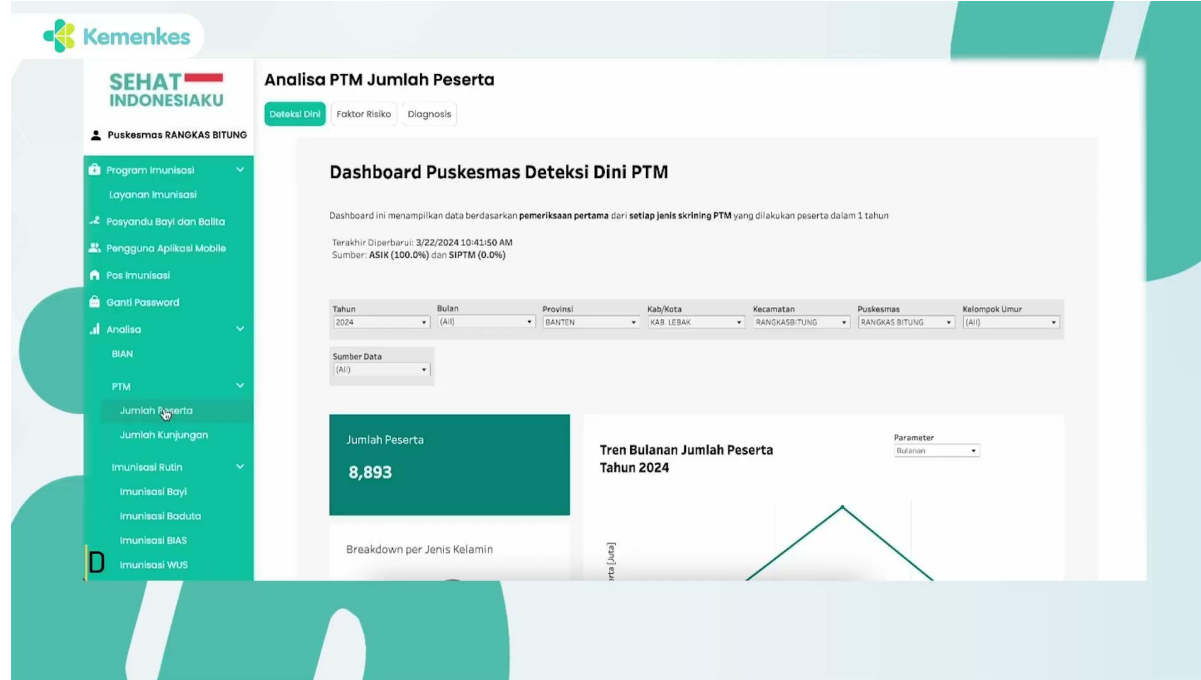 Kemenkes
SEHAT
INDONESIAKU
Puskesmas RANGKAS BITUNG
Program Imunisasi
Layanan Imunisasi
Posyandu Bayi dan Balita
Pengguna Aplikasi Mobile
Pos Imunisasi
Ganti Password
Analisa
BIAN
PTM
Jumlah Peserta
Jumlah Kunjungan
Imunisasi Rutin
Imunisasi Bayi
Imunisasi Baduta
Imunisasi BIAS
Imunisasi WUS
D
Analisa PTM Jumlah Peserta
Deteksi Dini Faktor Risiko Diagnosis
Dashboard Puskesmas Deteksi Dini PTM
Dashboard ini menampilkan data berdasarkan pemeriksaan pertama dari setiap jenis skrining PTM yang dilakukan peserta dalam 1 tahun
Terakhir Diperbarui: 3/22/2024 10:41:50 AM
Sumber: ASIK (100.0%) dan SIPTM (0.0%)
Tahun Bulan Provinsi Kab/Kota Kecamatan Puskesmas Kelompok Umur
2024 (All) BANTEN KAB. LEBAK RANGKASBITUNG RANGKAS BITUNG (All)
Sumber Data
(All)
Jumlah Peserta
8,893
Breakdown per Jenis Kelamin
Tren Bulanan Jumlah Peserta
Tahun 2024
Parameter
Bulanan
[Juta]